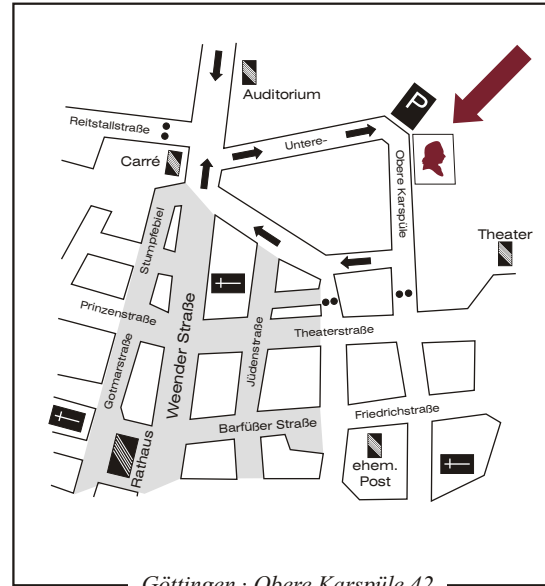 Auditorium
P
Reitstallstraße
Untere-
Carré
Obere Karspüle
Stumpfebiel
Theater
Prinzenstraße
Weender Straße
Theaterstraße
Gotmarstraße
Jüdenstraße
Friedrichstraße
Barfüßer Straße
Rathaus
ehem.
Post
Göttingen · Obere Karspüle 42